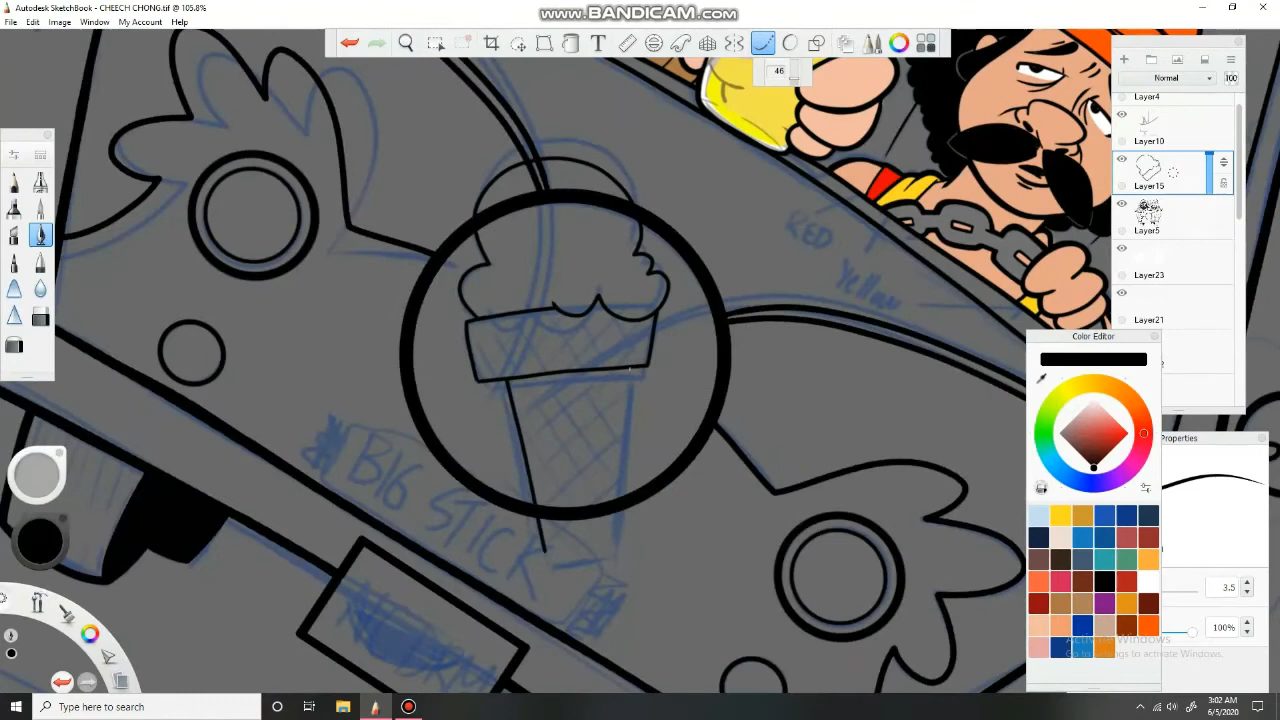 Autodesk SketchBook - CHEECH CHONG.tif @ 105.8%
www.BANDICAM.com
File Edit Image Window My Account Help
T
46
Normal
100
Layer4
Layer10
Layer15
Layer5
Layer23
Layer21
RED
Yellow
Color Editor
BIG STICK
Properties
3.5
100%
Activate Windows
Go to Settings to activate Windows.
Type here to search
3:02 AM
6/5/2020